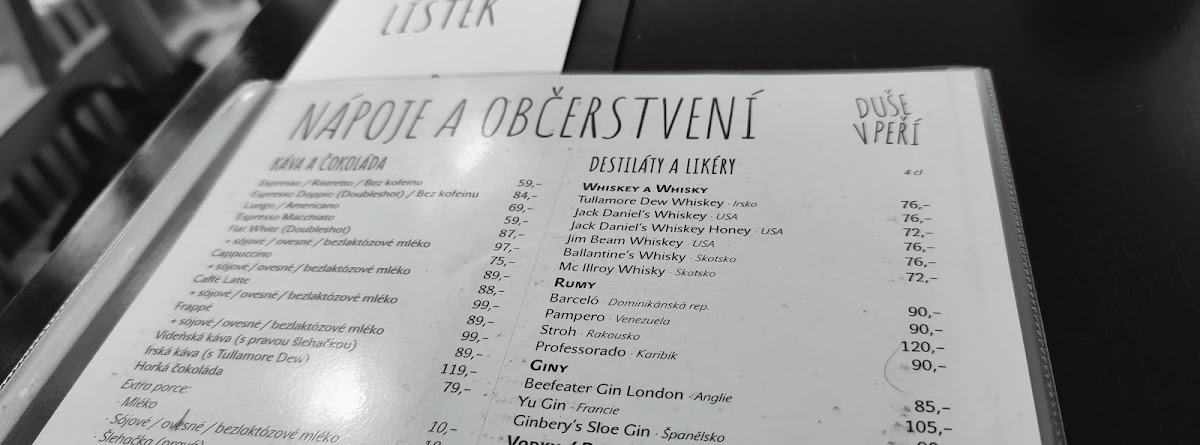 LÍSTEK
NÁPOJE A OBČERSTVENÍ
DUŠE
V PEŘÍ
KÁVA A ČOKOLÁDA
Espresso / Ristretto / Bez kofeinu 59,–
Espresso Doppio (Doubleshot) / Bez kofeinu 84,–
Lungo / Americano 69,–
Espresso Macchiato 59,–
Flat White (Doubleshot) 87,–
+ sójové / ovesné / bezlaktózové mléko 97,–
Cappuccino 75,–
+ sójové / ovesné / bezlaktózové mléko 89,–
Caffé Latte 88,–
+ sójové / ovesné / bezlaktózové mléko 99,–
Frappé 89,–
+ sójové / ovesné / bezlaktózové mléko 99,–
Vídeňská káva (s pravou šlehačkou) 89,–
Irská káva (s Tullamore Dew) 119,–
Horká čokoláda 79,–
Extra porce:
· Mléko 10,–
· Sójové / ovesné / bezlaktózové mléko
· Šlehačka (pravá)
DESTILÁTY A LIKÉRY 4 cl
WHISKEY A WHISKY
Tullamore Dew Whiskey · Irsko 76,–
Jack Daniel's Whiskey · USA 76,–
Jack Daniel's Whiskey Honey · USA 72,–
Jim Beam Whiskey · USA 76,–
Ballantine's Whisky · Skotsko 76,–
Mc Illroy Whisky · Skotsko 72,–
RUMY
Barceló · Dominikánská rep. 90,–
Pampero · Venezuela 90,–
Stroh · Rakousko 120,–
Professorado · Karibik 90,–
GINY
Beefeater Gin London · Anglie 85,–
Yu Gin · Francie 105,–
Ginbery's Sloe Gin · Španělsko